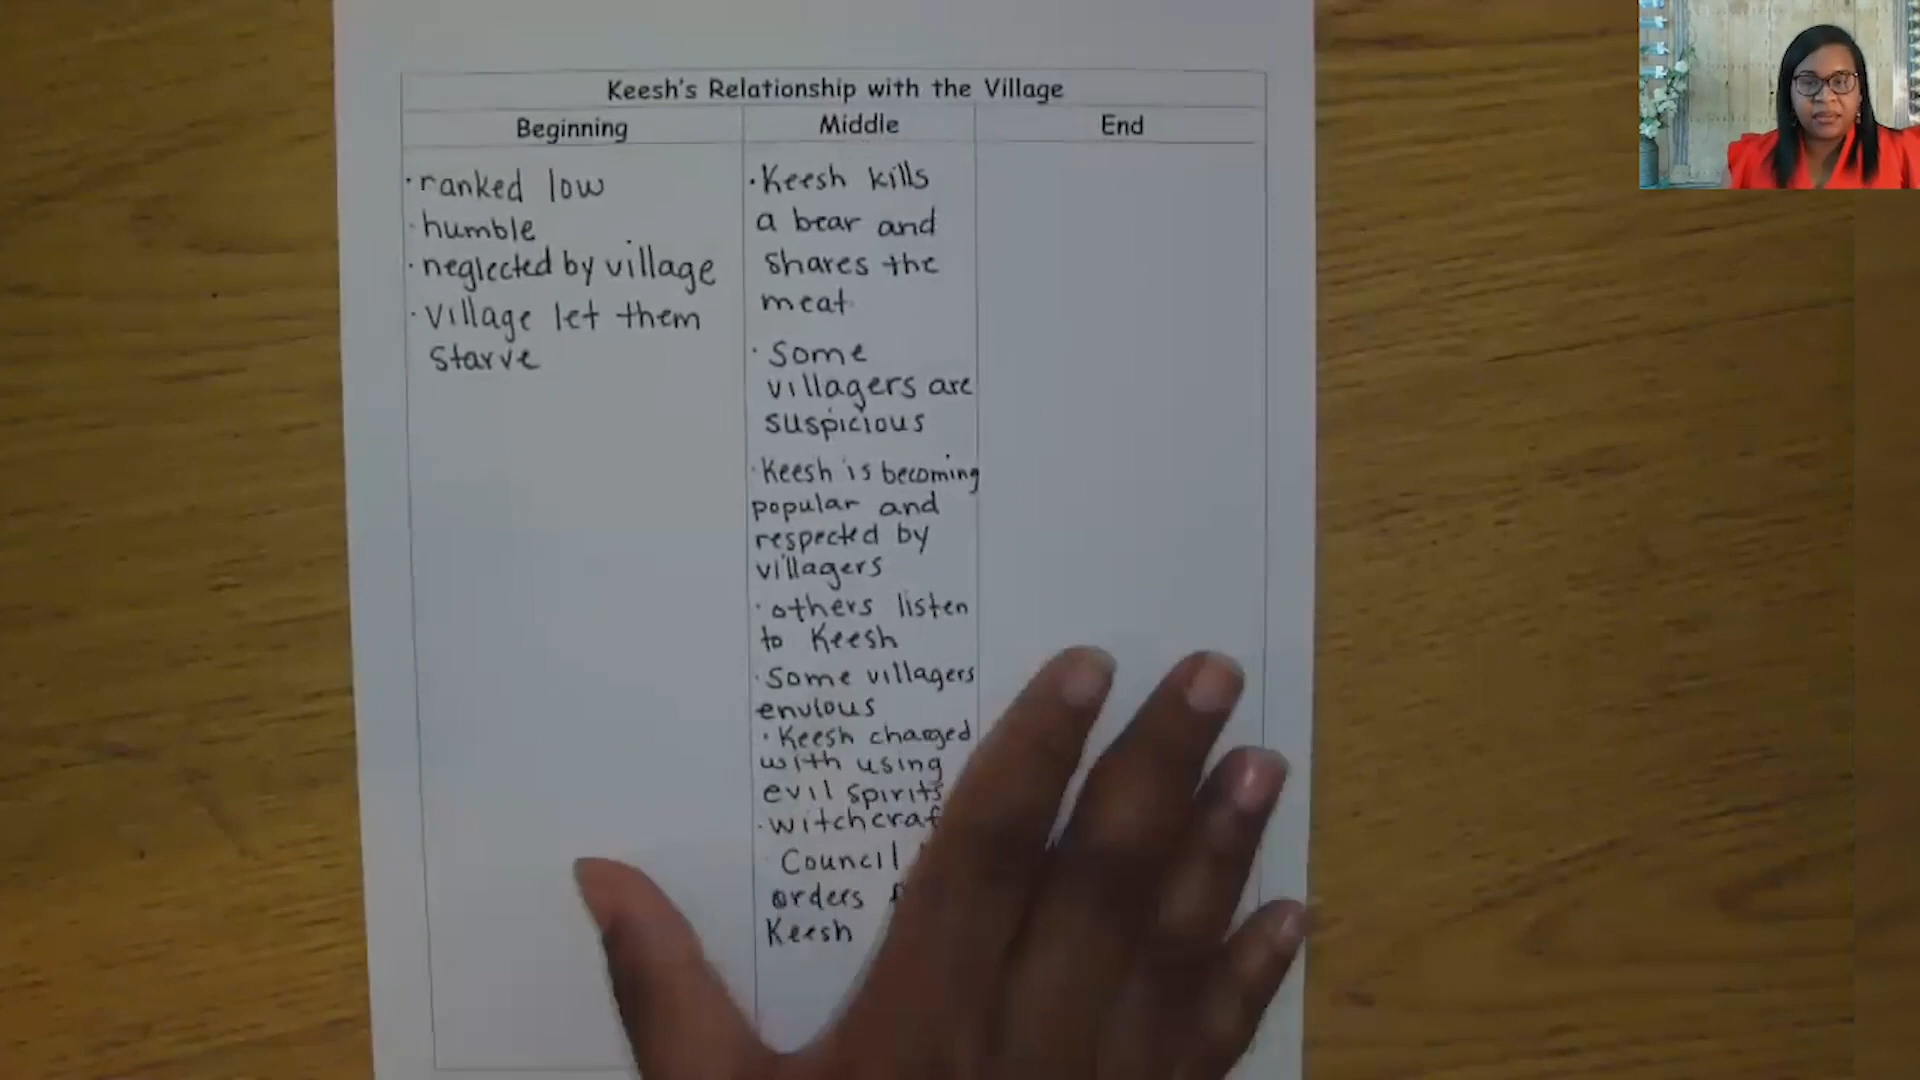 Keesh's Relationship with the Village
Beginning
Middle
End
·ranked low
·humble
·neglected by village
·village let them
starve
·Keesh kills
a bear and
shares the
meat
·Some
villagers are
suspicious
·Keesh is becoming
popular and
respected by
villagers
·others listen
to Keesh
·Some villagers
envious
·Keesh charged
with using
evil spirits
Council
orders
Keesh